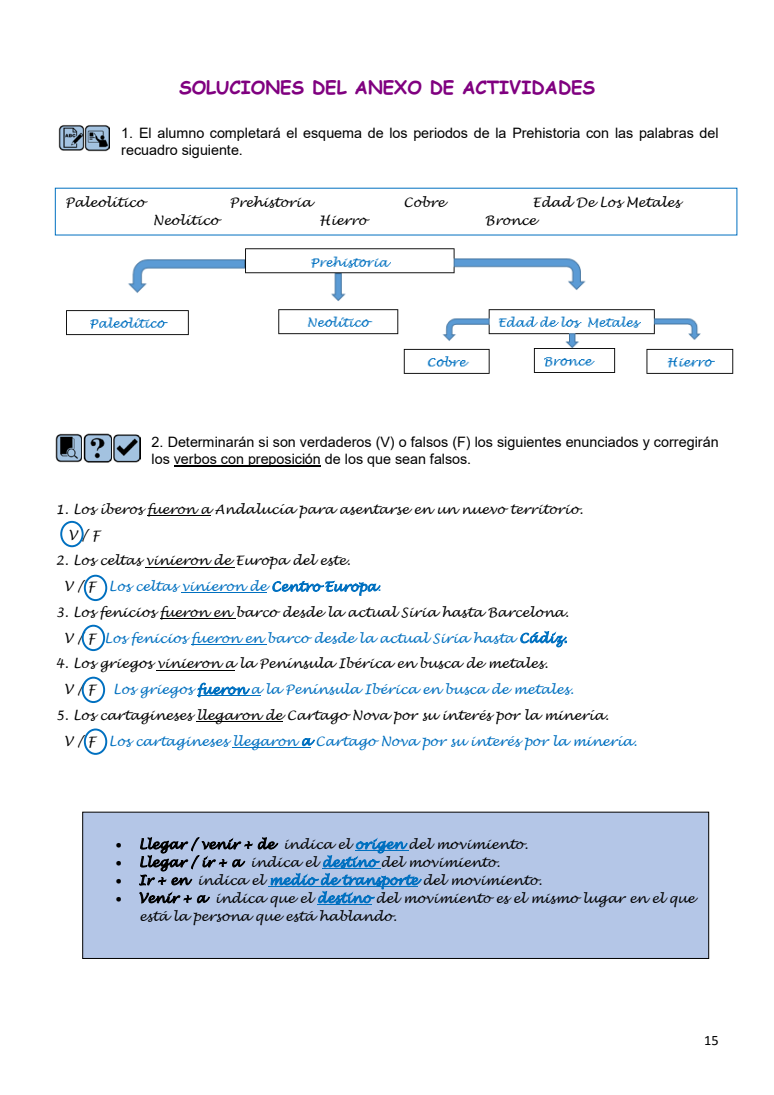 SOLUCIONES DEL ANEXO DE ACTIVIDADES
ABC
1. El alumno completará el esquema de los periodos de la Prehistoria con las palabras del
recuadro siguiente.
Paleolítico Prehistoria Cobre Edad De Los Metales
Neolítico Hierro Bronce
Prehistoria
Paleolítico Neolítico Edad de los Metales
Cobre Bronce Hierro
?
2. Determinarán si son verdaderos (V) o falsos (F) los siguientes enunciados y corregirán
los verbos con preposición de los que sean falsos.
1. Los íberos fueron a Andalucía para asentarse en un nuevo territorio.
V / F
2. Los celtas vinieron de Europa del este.
V / F Los celtas vinieron de Centro Europa.
3. Los fenicios fueron en barco desde la actual Siria hasta Barcelona.
V / F Los fenicios fueron en barco desde la actual Siria hasta Cádiz.
4. Los griegos vinieron a la Península Ibérica en busca de metales.
V / F Los griegos fueron a la Península Ibérica en busca de metales.
5. Los cartagineses llegaron de Cartago Nova por su interés por la minería.
V / F Los cartagineses llegaron a Cartago Nova por su interés por la minería.
• Llegar / venir + de indica el origen del movimiento.
• Llegar / ir + a indica el destino del movimiento.
• Ir + en indica el medio de transporte del movimiento.
• Venir + a indica que el destino del movimiento es el mismo lugar en el que
está la persona que está hablando.
15